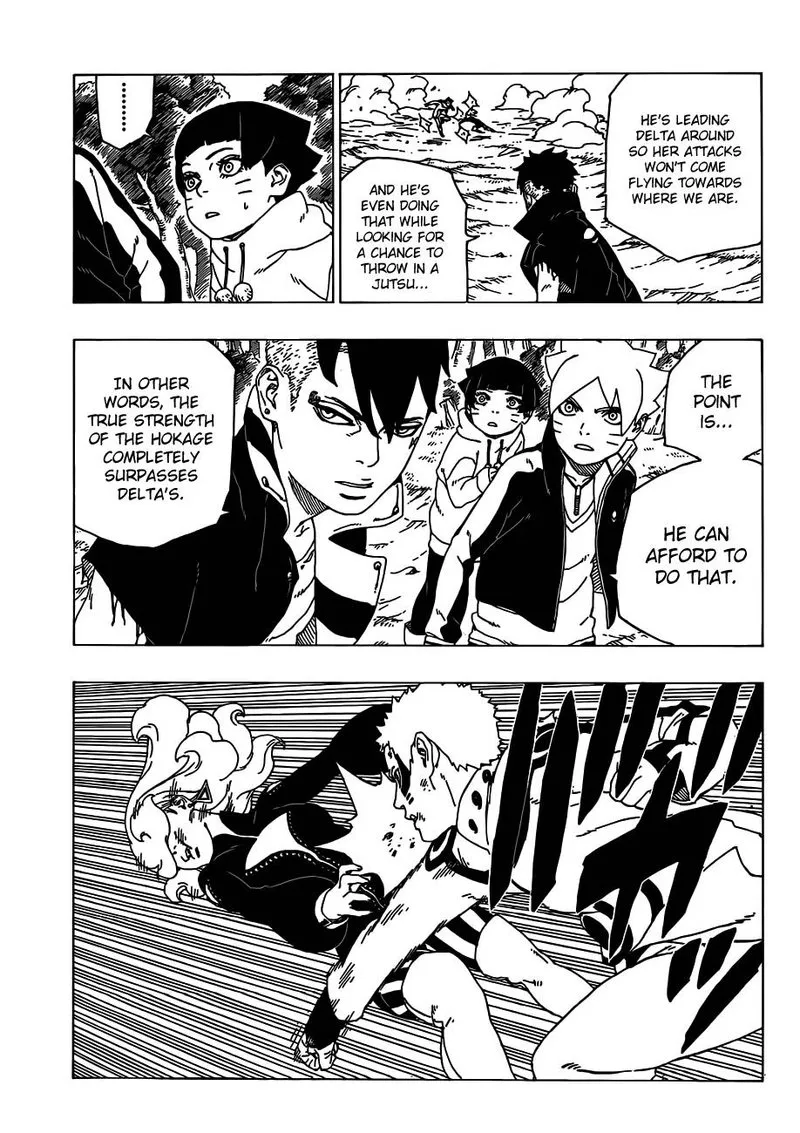 HE'S LEADING
DELTA AROUND
SO HER ATTACKS
WON'T COME
FLYING TOWARDS
WHERE WE ARE.
AND HE'S
EVEN DOING
THAT WHILE
LOOKING FOR
A CHANCE TO
THROW IN A
JUTSU...
........
THE
POINT
IS...
HE CAN
AFFORD TO
DO THAT.
IN OTHER
WORDS, THE
TRUE STRENGTH
OF THE HOKAGE
COMPLETELY
SURPASSES
DELTA'S.